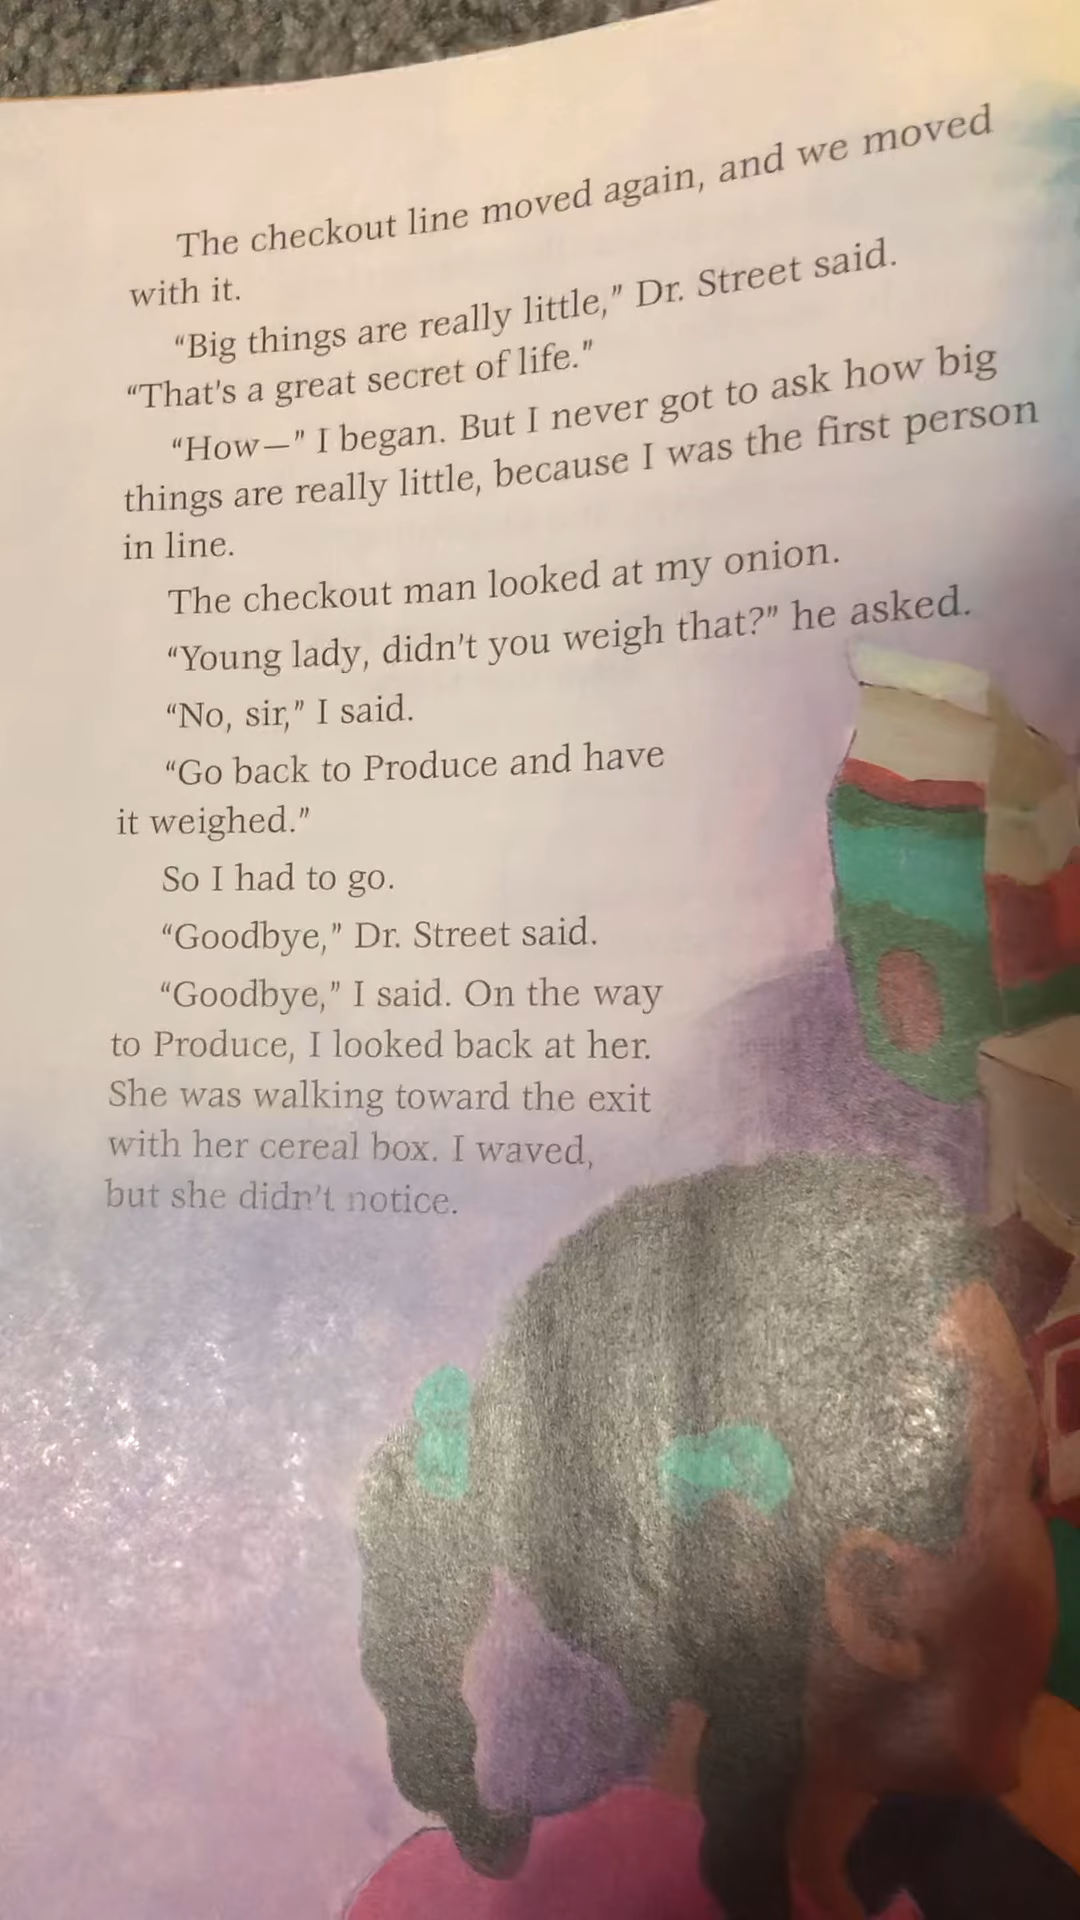 The checkout line moved again, and we moved
with it.
“Big things are really little,” Dr. Street said.
“That's a great secret of life.”
“How—” I began. But I never got to ask how big
things are really little, because I was the first person
in line.
The checkout man looked at my onion.
“Young lady, didn't you weigh that?” he asked.
“No, sir,” I said.
“Go back to Produce and have
it weighed.”
So I had to go.
“Goodbye,” Dr. Street said.
“Goodbye,” I said. On the way
to Produce, I looked back at her.
She was walking toward the exit
with her cereal box. I waved,
but she didn't notice.